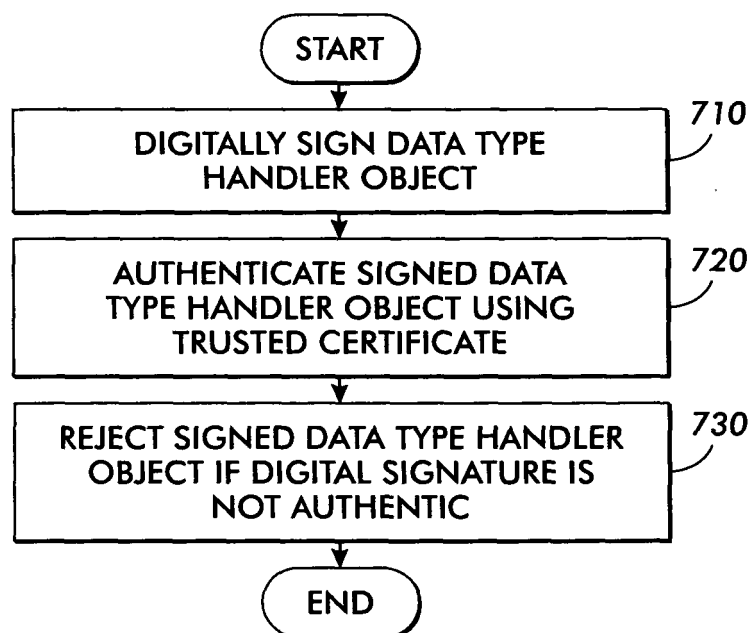 START
DIGITALLY SIGN DATA TYPE
HANDLER OBJECT
710
AUTHENTICATE SIGNED DATA
TYPE HANDLER OBJECT USING
TRUSTED CERTIFICATE
720
REJECT SIGNED DATA TYPE HANDLER
OBJECT IF DIGITAL SIGNATURE IS
NOT AUTHENTIC
730
END